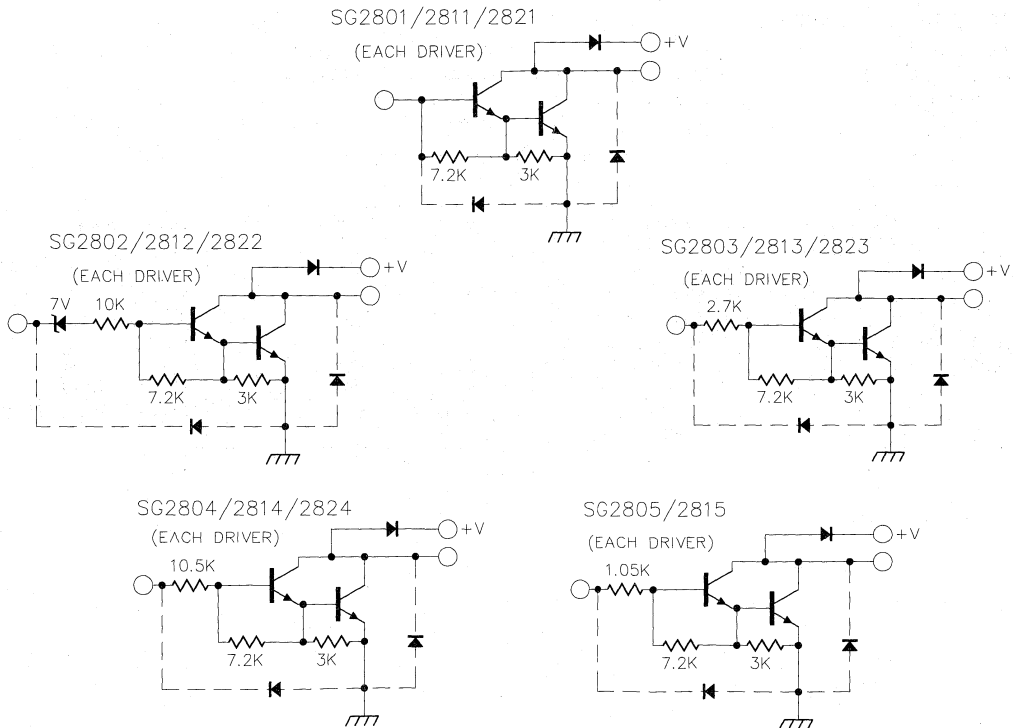 SG2801/2811/2821
(EACH DRIVER)
+V
7.2K
3K
SG2802/2812/2822
(EACH DRIVER)
+V
7V
10K
7.2K
3K
SG2803/2813/2823
(EACH DRIVER)
+V
2.7K
7.2K
3K
SG2804/2814/2824
(EACH DRIVER)
+V
10.5K
7.2K
3K
SG2805/2815
(EACH DRIVER)
+V
1.05K
7.2K
3K